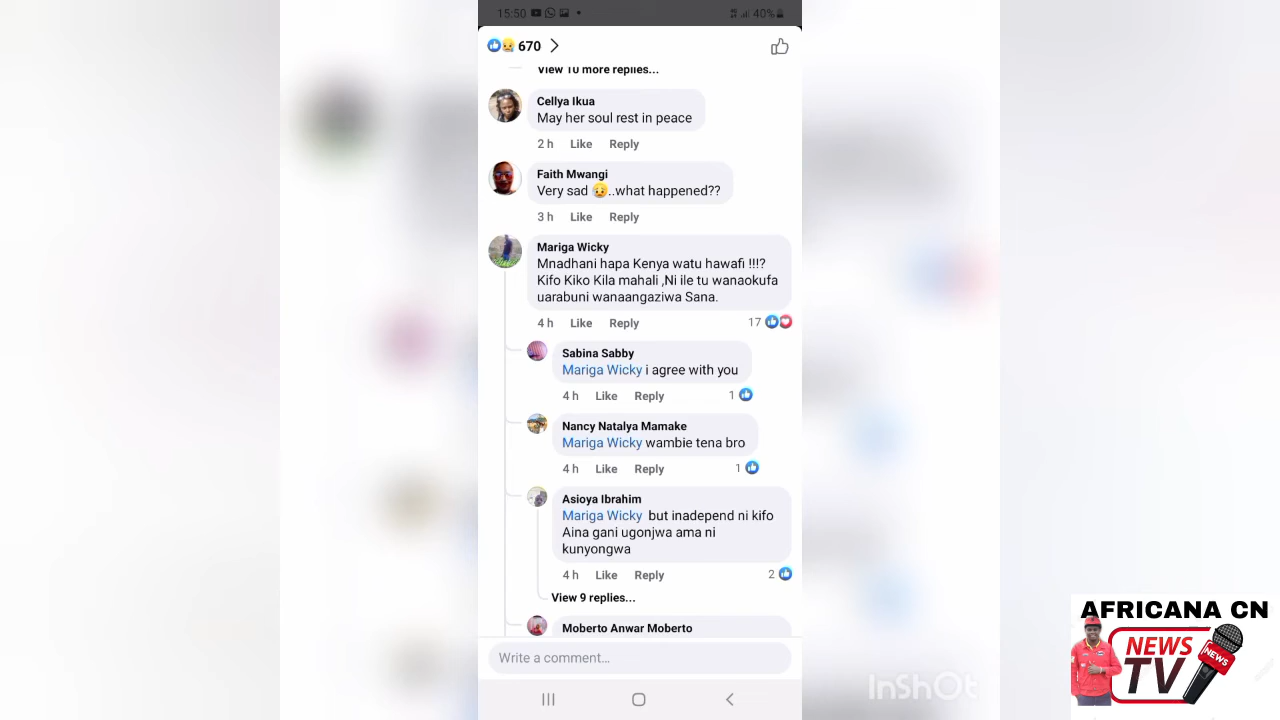 15:50
40%
670
View 10 more replies...
Cellya Ikua
May her soul rest in peace
2 h Like Reply
Faith Mwangi
Very sad 😥..what happened??
3 h Like Reply
Mariga Wicky
Mnadhani hapa Kenya watu hawafi !!!?
Kifo Kiko Kila mahali ,Ni ile tu wanaokufa
uarabuni wanaangaziwa Sana.
4 h Like Reply 17
Sabina Sabby
Mariga Wicky i agree with you
4 h Like Reply 1
Nancy Natalya Mamake
Mariga Wicky wambie tena bro
4 h Like Reply 1
Asioya Ibrahim
Mariga Wicky but inadepend ni kifo
Aina gani ugonjwa ama ni
kunyongwa
4 h Like Reply 2
View 9 replies...
Moberto Anwar Moberto
Write a comment...
InShOt
AFRICANA CN
NEWS
TV
NEWS